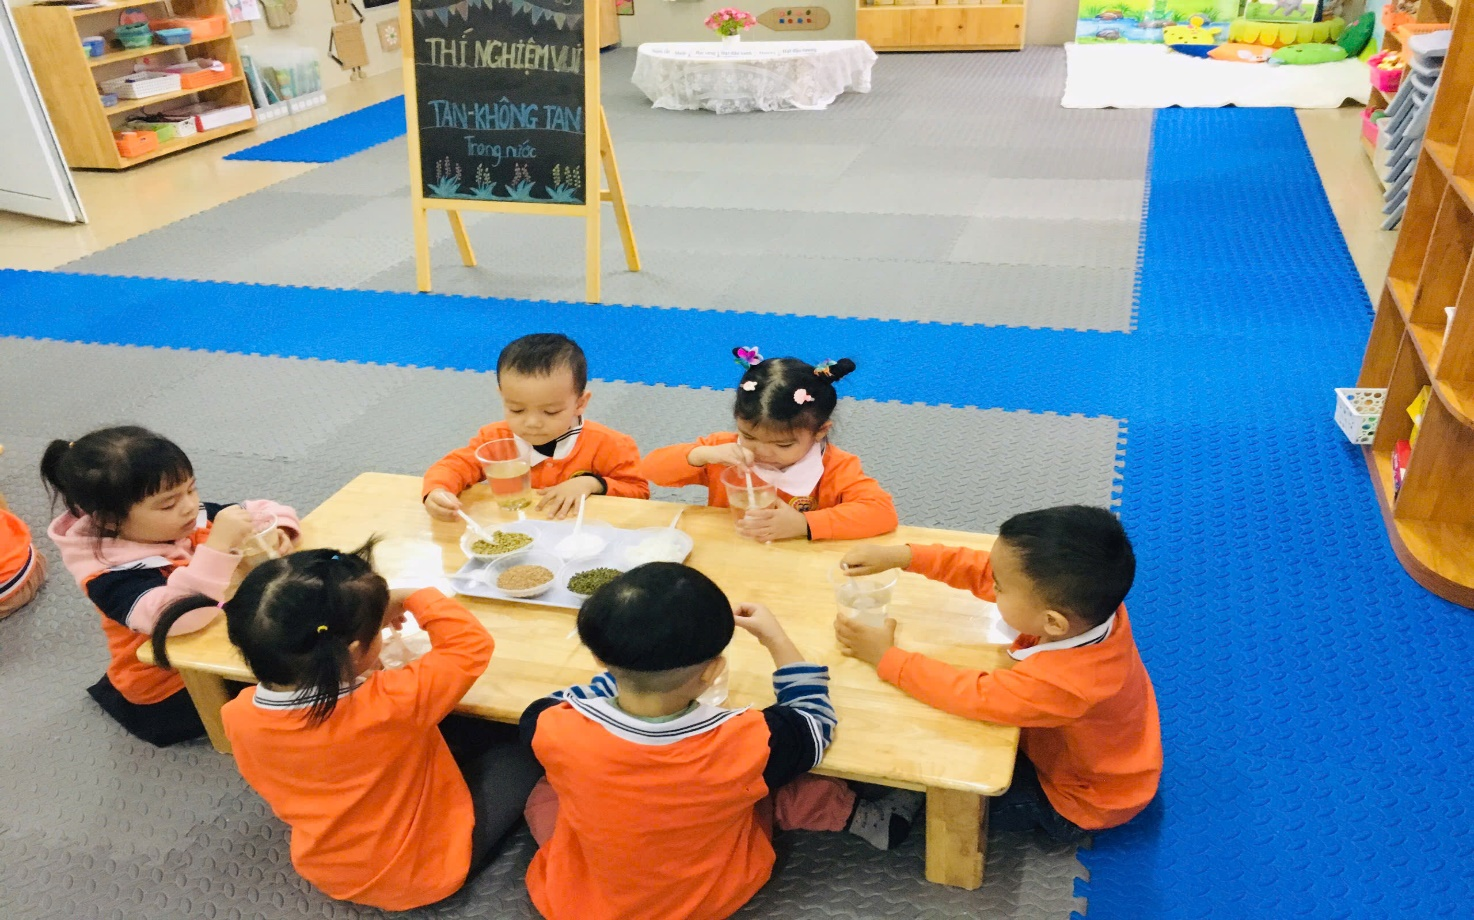 THÍ NGHIỆM VUI
TAN-KHÔNG TAN
Trong nước